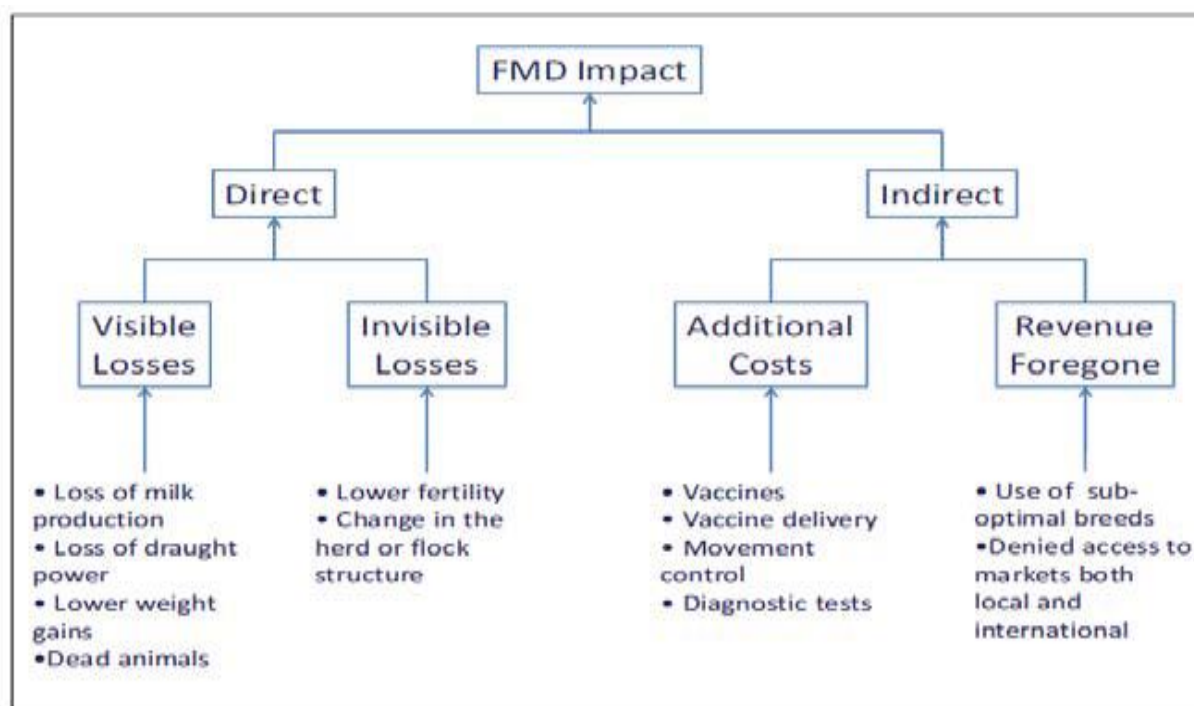 FMD Impact
Direct
Indirect
Visible
Losses
Invisible
Losses
Additional
Costs
Revenue
Foregone
• Loss of milk
production
• Loss of draught
power
• Lower weight
gains
•Dead animals
• Lower fertility
• Change in the
herd or flock
structure
• Vaccines
• Vaccine delivery
• Movement
control
• Diagnostic tests
• Use of sub-
optimal breeds
•Denied access to
markets both
local and
international